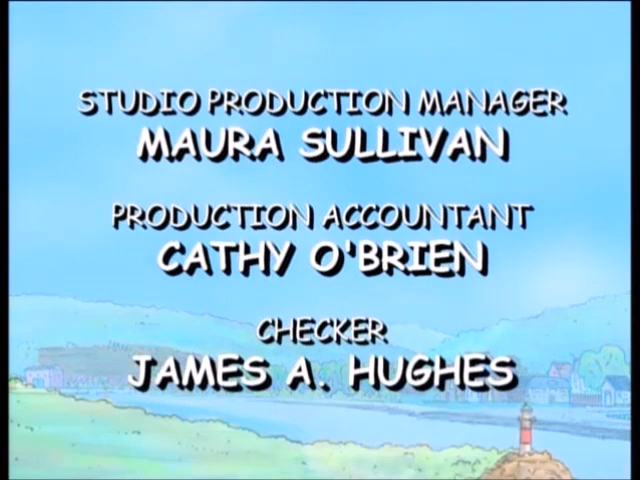 STUDIO PRODUCTION MANAGER
MAURA SULLIVAN
PRODUCTION ACCOUNTANT
CATHY O'BRIEN
CHECKER
JAMES A. HUGHES